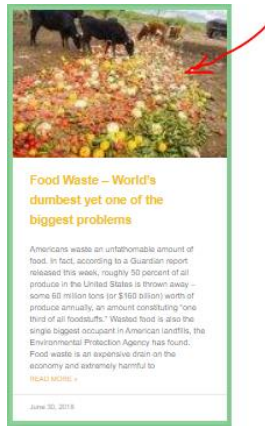 Food Waste – World's
dumbest yet one of the
biggest problems
Americans waste an unfathomable amount of
food. In fact, according to a Guardian report
released this week, roughly 50 percent of all
produce in the United States is thrown away –
some 60 million tons (or $160 billion) worth of
produce annually, an amount constituting "one
third of all foodstuffs." Wasted food is also the
single biggest occupant in American landfills, the
Environmental Protection Agency has found.
Food waste is an expensive drain on the
economy and extremely harmful to
READ MORE »
June 30, 2018